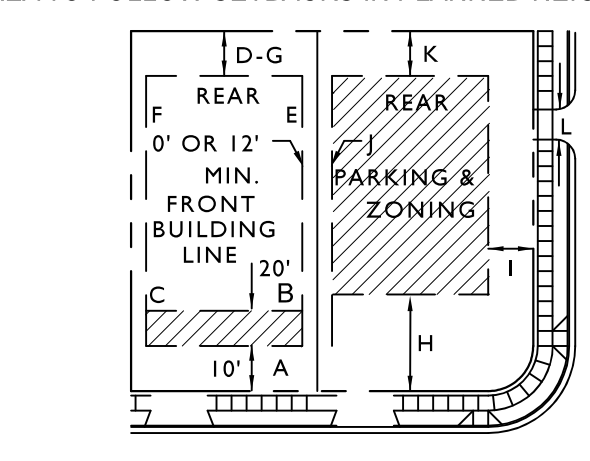 D-G
K
REAR
REAR
F
E
0' OR 12'
J
L
MIN.
PARKING &
FRONT
ZONING
BUILDING
LINE
20'
I
C
B
H
10'
A